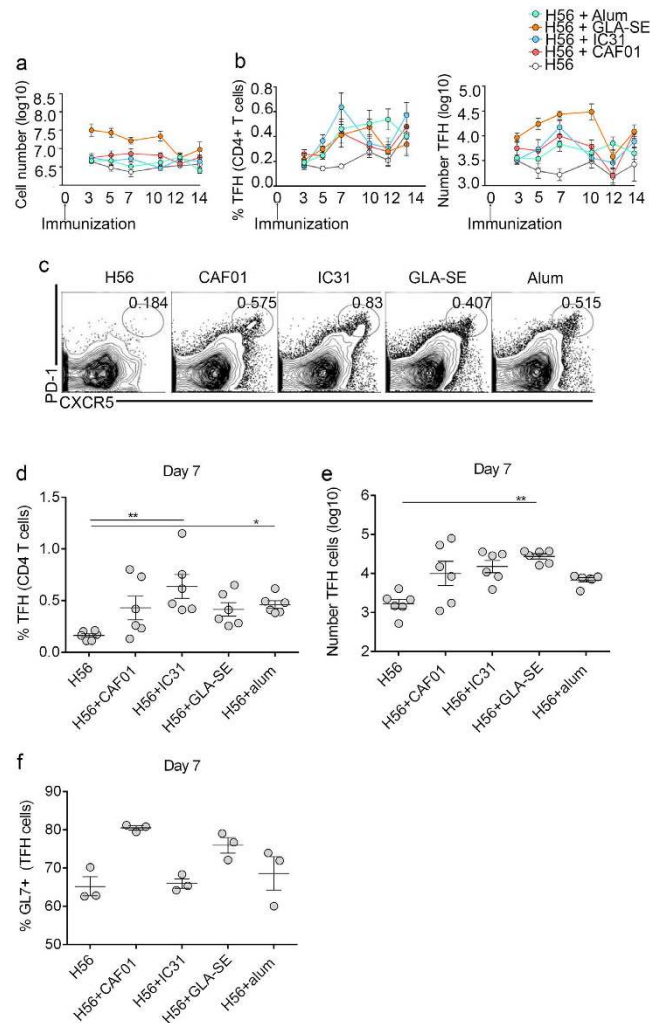 H56 + Alum
H56 + GLA-SE
H56 + IC31
H56 + CAF01
H56
a
Cell number (log10)
8.5
8.0
7.5
7.0
6.5
0 3 5 7 10 12 14
Immunization
b
% TFH (CD4+ T cells)
0.8
0.6
0.4
0.2
0.0
0 3 5 7 10 12 14
Immunization
Number TFH (log10)
5.0
4.5
4.0
3.5
3.0
0 3 5 7 10 12 14
Immunization
c
H56 CAF01 IC31 GLA-SE Alum
0.184 0.575 0.83 0.407 0.515
PD-1
CXCR5
d
Day 7
% TFH (CD4 T cells)
1.5
1.0
0.5
0.0
**
*
H56
H56+CAF01
H56+IC31
H56+GLA-SE
H56+alum
e
Day 7
Number TFH cells (log10)
6
5
4
3
2
**
H56
H56+CAF01
H56+IC31
H56+GLA-SE
H56+alum
f
Day 7
% GL7+ (TFH cells)
90
80
70
60
50
H56
H56+CAF01
H56+IC31
H56+GLA-SE
H56+alum